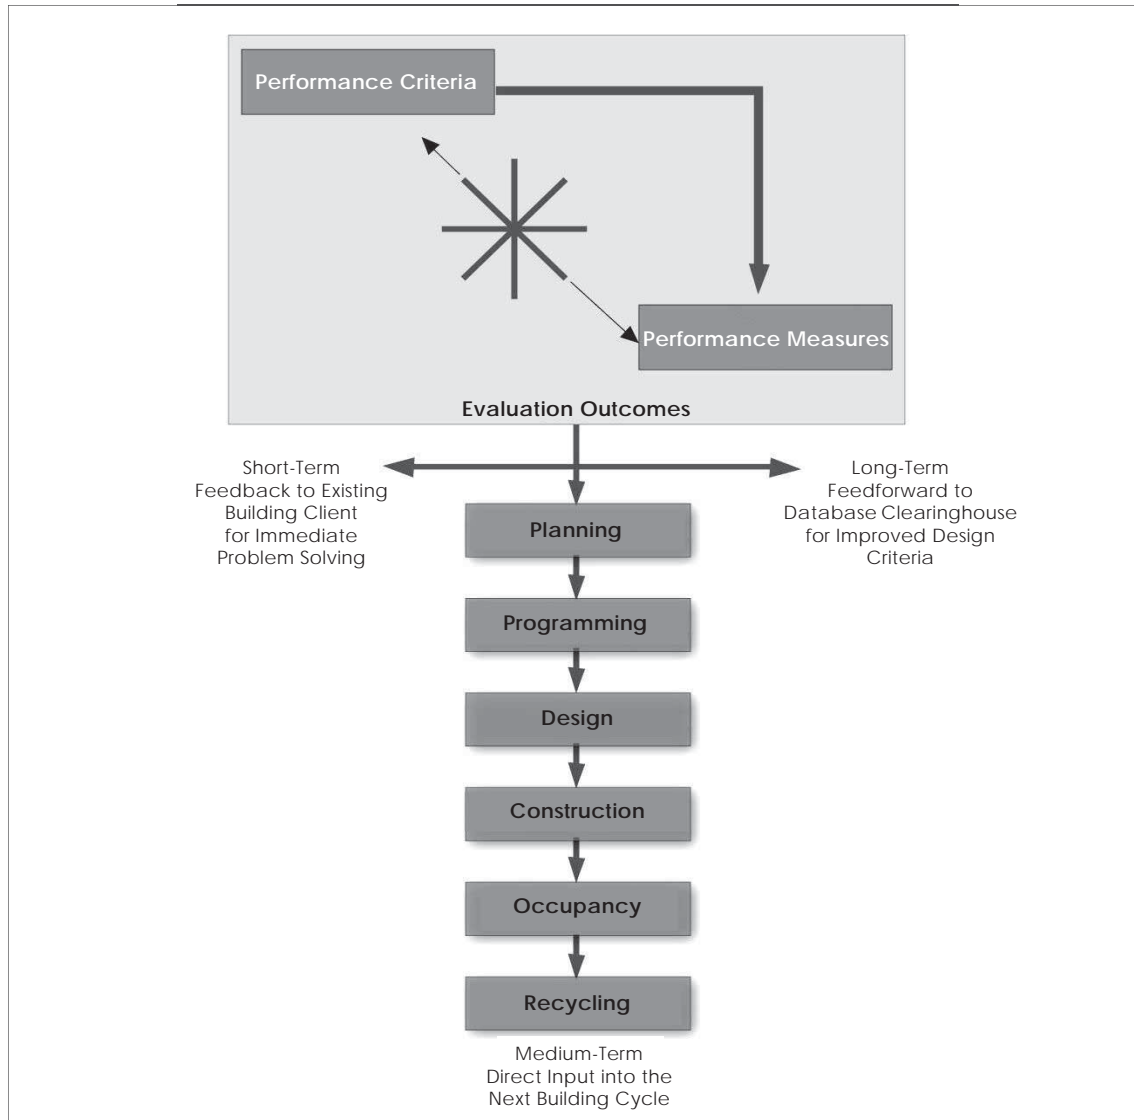 Performance Criteria
Performance Measures
Evaluation Outcomes
Short-Term
Feedback to Existing
Building Client
for Immediate
Problem Solving
Long-Term
Feedforward to
Database Clearinghouse
for Improved Design
Criteria
Planning
Programming
Design
Construction
Occupancy
Recycling
Medium-Term
Direct Input into the
Next Building Cycle